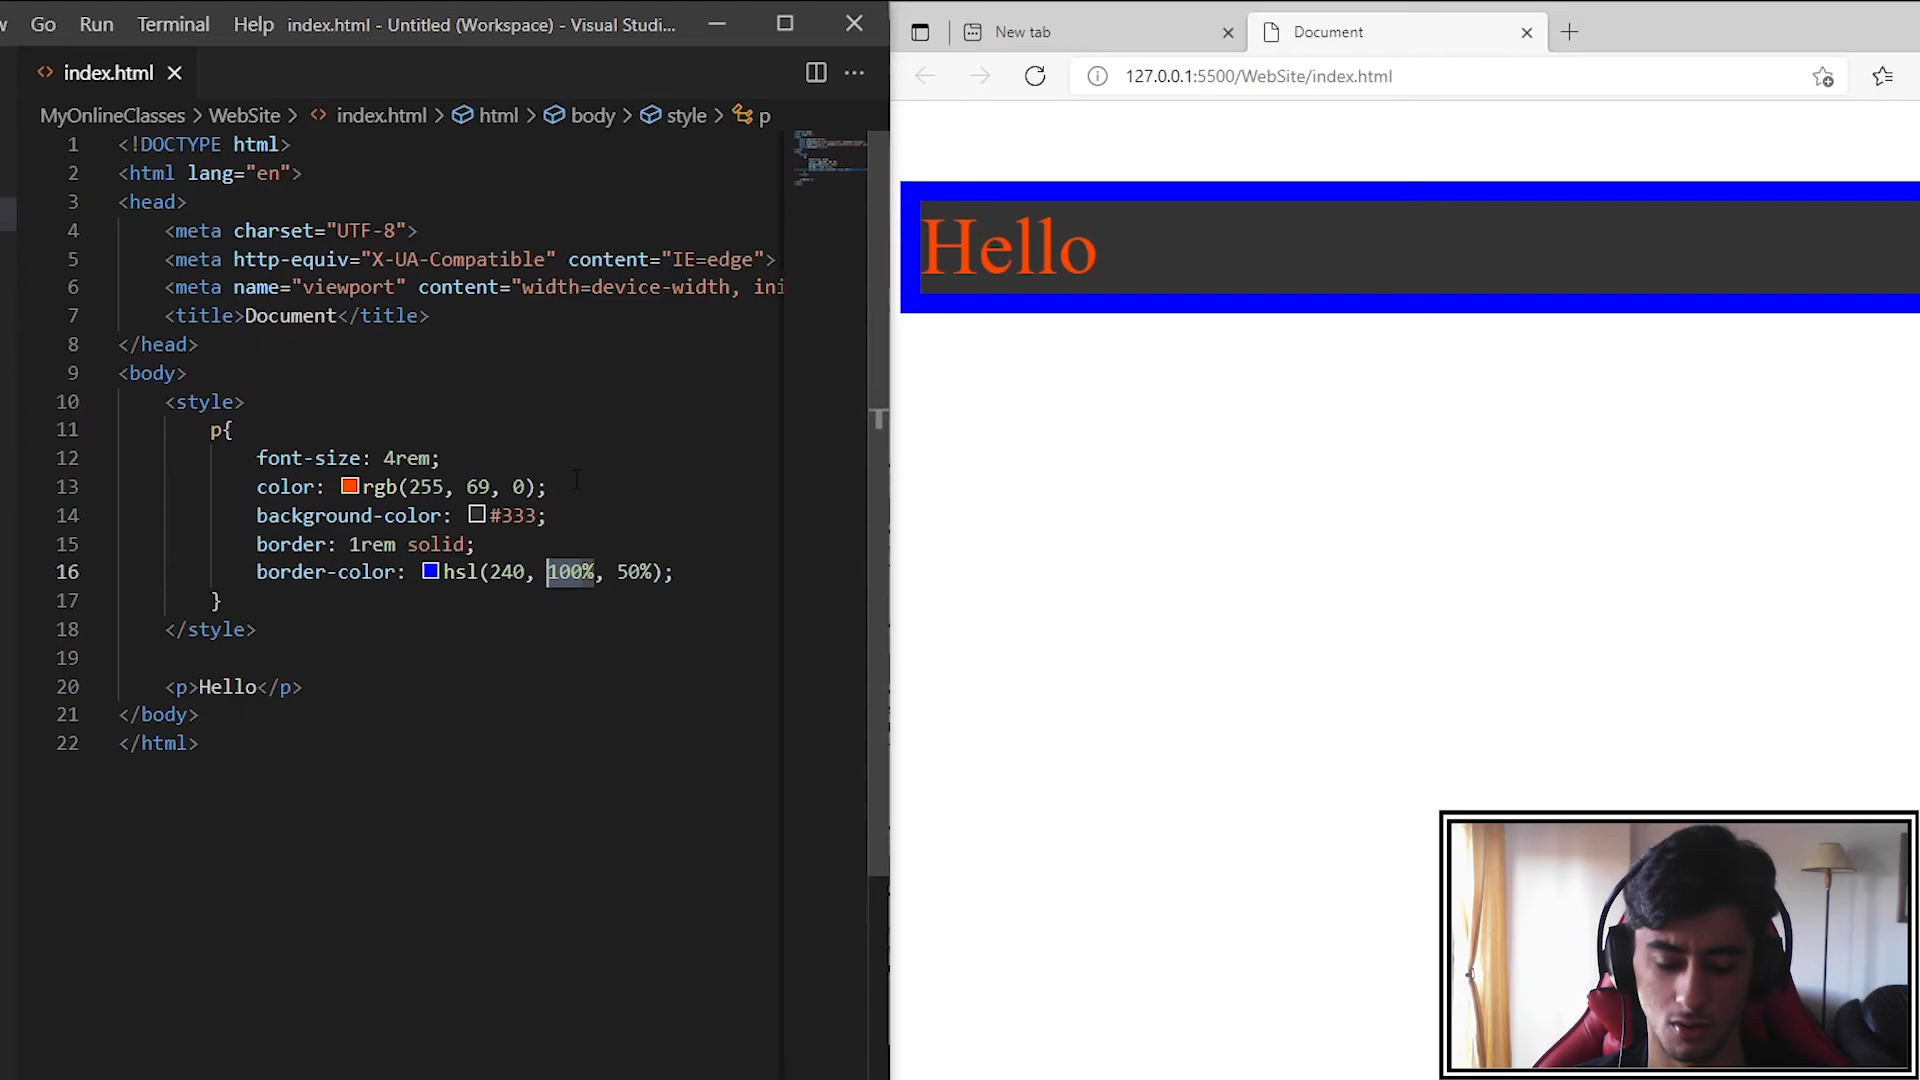 w Go Run Terminal Help index.html - Untitled (Workspace) - Visual Studi...
index.html
MyOnlineClasses > WebSite > index.html > html > body > style > p
1 <!DOCTYPE html>
2 <html lang="en">
3 <head>
4 <meta charset="UTF-8">
5 <meta http-equiv="X-UA-Compatible" content="IE=edge">
6 <meta name="viewport" content="width=device-width, ini
7 <title>Document</title>
8 </head>
9 <body>
10 <style>
11 p{
12 font-size: 4rem;
13 color: rgb(255, 69, 0);
14 background-color: #333;
15 border: 1rem solid;
16 border-color: hsl(240, 100%, 50%);
17 }
18 </style>
19
20 <p>Hello</p>
21 </body>
22 </html>
New tab
Document
127.0.0.1:5500/WebSite/index.html
Hello